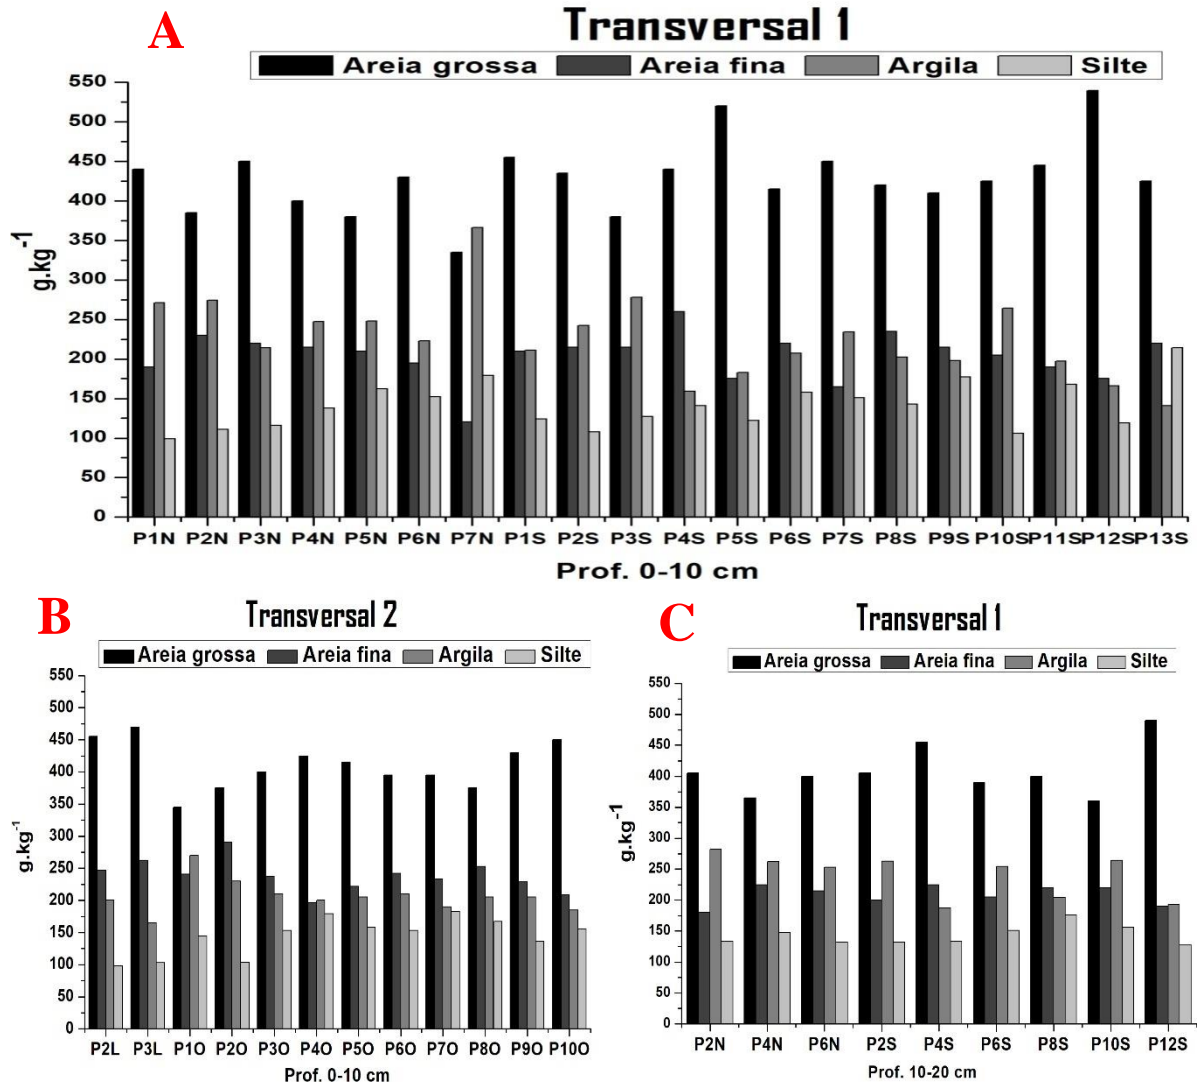 A
Transversal 1
Areia grossa Areia fina Argila Silte
550
500
450
400
350
300
250
200
150
100
50
0
g.kg-1
P1N P2N P3N P4N P5N P6N P7N P1S P2S P3S P4S P5S P6S P7S P8S P9S P10S P11S P12S P13S
Prof. 0-10 cm
B
Transversal 2
Areia grossa Areia fina Argila Silte
550
500
450
400
350
300
250
200
150
100
50
0
g.kg-1
P2L P3L P1O P2O P3O P4O P5O P6O P7O P8O P9O P10O
Prof. 0-10 cm
C
Transversal 1
Areia grossa Areia fina Argila Silte
550
500
450
400
350
300
250
200
150
100
50
0
g.kg-1
P2N P4N P6N P2S P4S P6S P8S P10S P12S
Prof. 10-20 cm